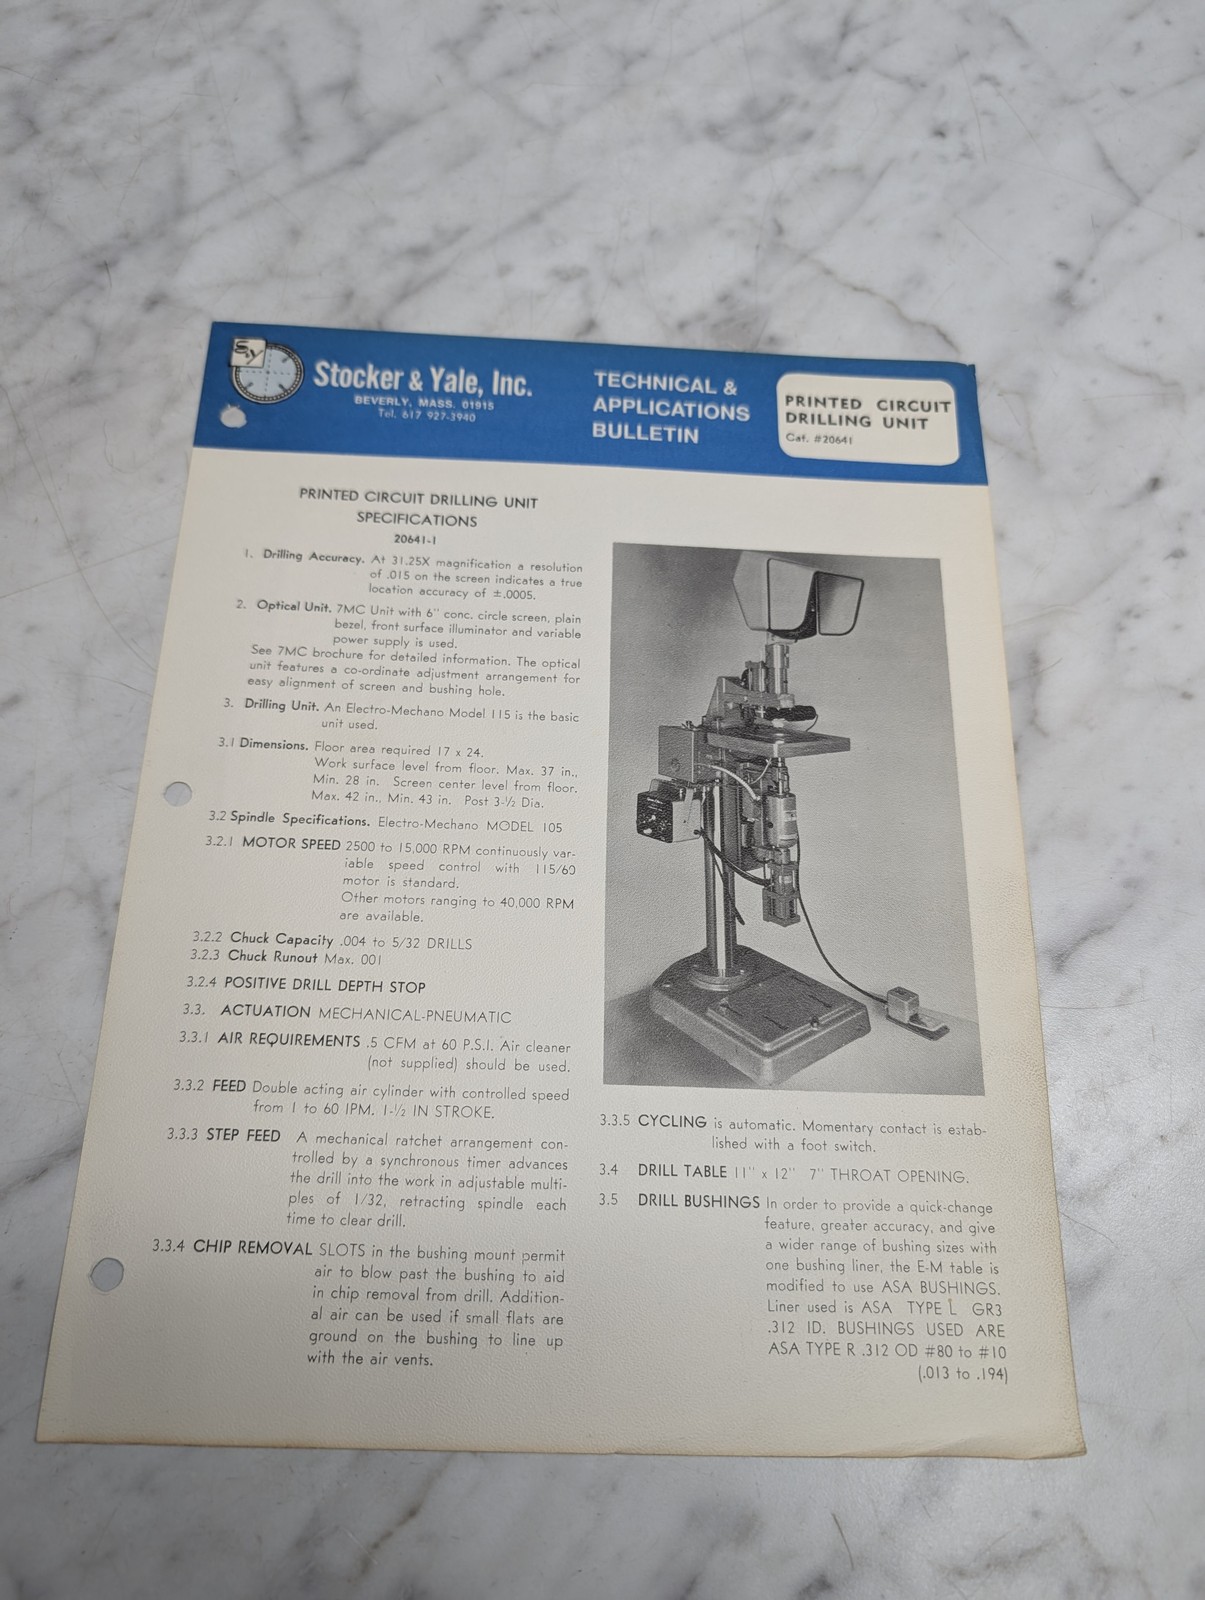 S
&Y
Stocker & Yale, Inc.
BEVERLY, MASS. 01915
Tel. 617 927-3940
TECHNICAL &
APPLICATIONS
BULLETIN
PRINTED CIRCUIT
DRILLING UNIT
Cat. #20641
PRINTED CIRCUIT DRILLING UNIT
SPECIFICATIONS
20641-1
1. Drilling Accuracy. At 31.25X magnification a resolution
of .015 on the screen indicates a true
location accuracy of ±.0005.
2. Optical Unit. 7MC Unit with 6" conc. circle screen, plain
bezel, front surface illuminator and variable
power supply is used.
See 7MC brochure for detailed information. The optical
unit features a co-ordinate adjustment arrangement for
easy alignment of screen and bushing hole.
3. Drilling Unit. An Electro-Mechano Model 115 is the basic
unit used.
3.1 Dimensions. Floor area required 17 x 24.
Work surface level from floor. Max. 37 in.,
Min. 28 in. Screen center level from floor.
Max. 42 in., Min. 43 in. Post 3-½ Dia.
3.2 Spindle Specifications. Electro-Mechano MODEL 105
3.2.1 MOTOR SPEED 2500 to 15,000 RPM continuously var-
iable speed control with 115/60
motor is standard.
Other motors ranging to 40,000 RPM
are available.
3.2.2 Chuck Capacity .004 to 5/32 DRILLS
3.2.3 Chuck Runout Max. 001
3.2.4 POSITIVE DRILL DEPTH STOP
3.3. ACTUATION MECHANICAL-PNEUMATIC
3.3.1 AIR REQUIREMENTS .5 CFM at 60 P.S.I. Air cleaner
(not supplied) should be used.
3.3.2 FEED Double acting air cylinder with controlled speed
from 1 to 60 IPM. 1-½ IN STROKE.
3.3.3 STEP FEED A mechanical ratchet arrangement con-
trolled by a synchronous timer advances
the drill into the work in adjustable multi-
ples of 1/32, retracting spindle each
time to clear drill.
3.3.4 CHIP REMOVAL SLOTS in the bushing mount permit
air to blow past the bushing to aid
in chip removal from drill. Addition-
al air can be used if small flats are
ground on the bushing to line up
with the air vents.
3.3.5 CYCLING is automatic. Momentary contact is estab-
lished with a foot switch.
3.4 DRILL TABLE 11" x 12" 7" THROAT OPENING.
3.5 DRILL BUSHINGS In order to provide a quick-change
feature, greater accuracy, and give
a wider range of bushing sizes with
one bushing liner, the E-M table is
modified to use ASA BUSHINGS.
Liner used is ASA TYPE L GR3
.312 ID. BUSHINGS USED ARE
ASA TYPE R .312 OD #80 to #10
(.013 to .194)